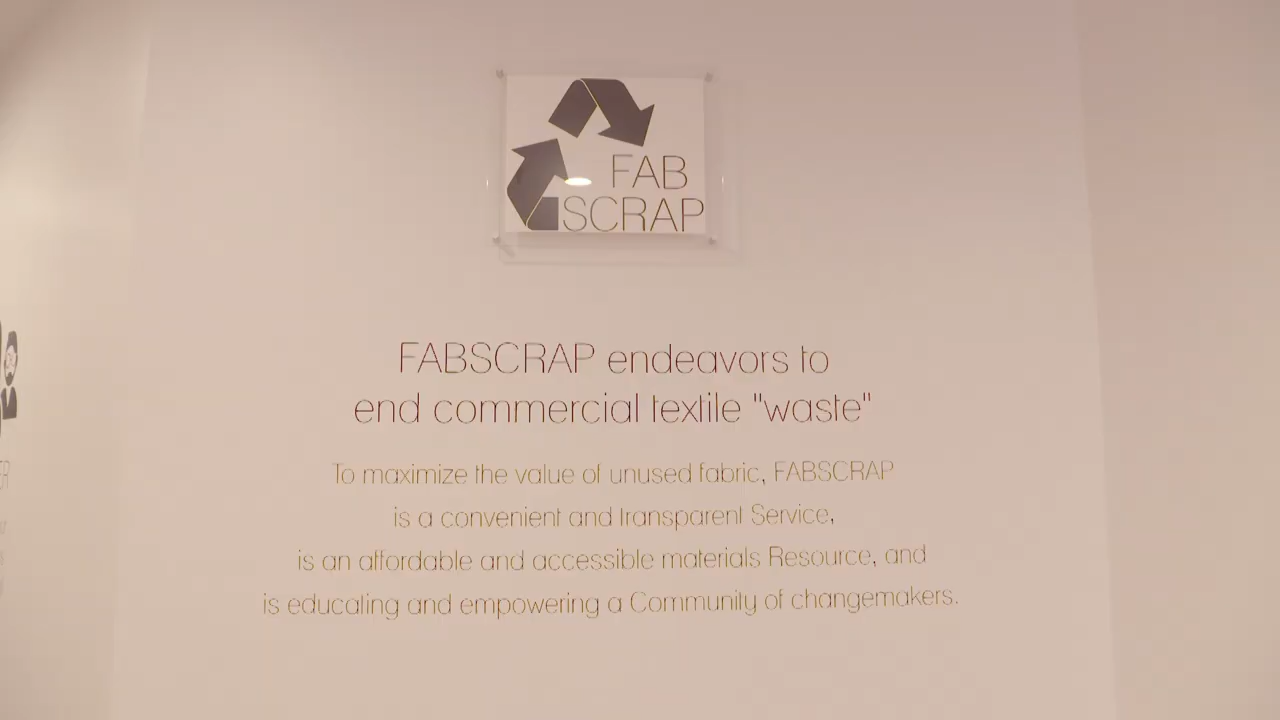 FAB
SCRAP
FABSCRAP endeavors to
end commercial textile "waste"
To maximize the value of unused fabric, FABSCRAP
is a convenient and transparent Service,
is an affordable and accessible materials Resource, and
is educating and empowering a Community of changemakers.